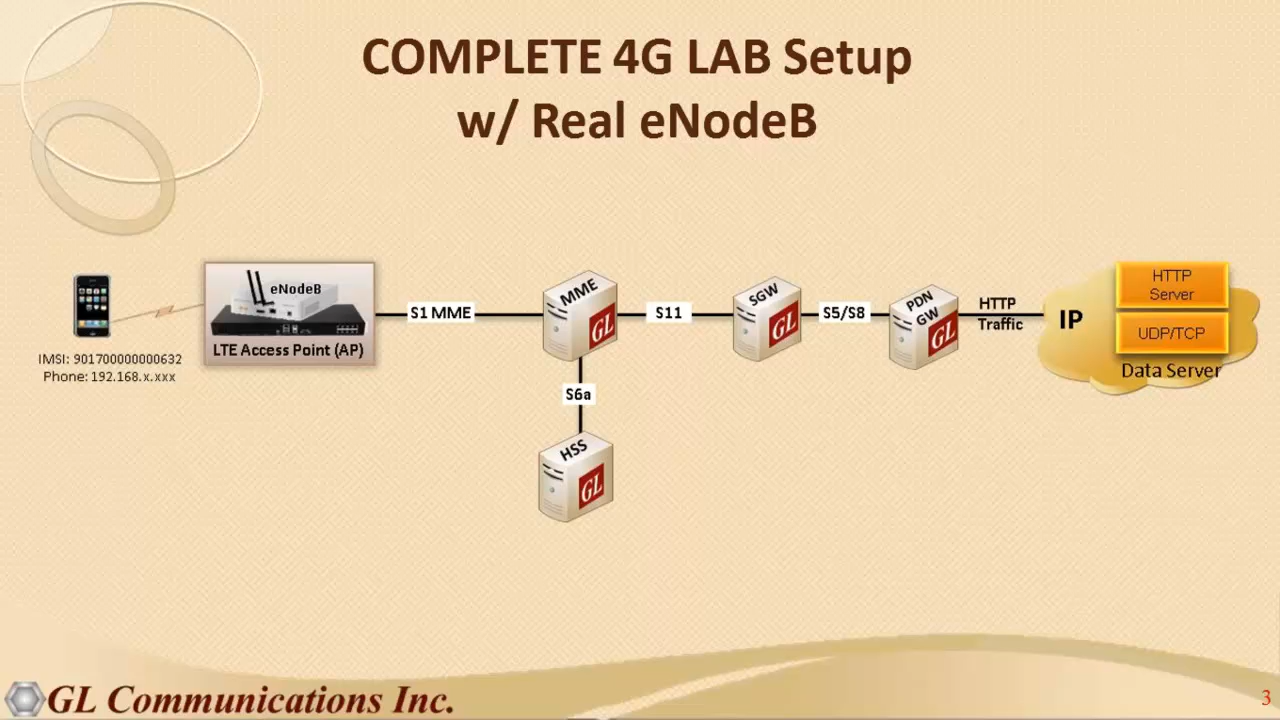 COMPLETE 4G LAB Setup
w/ Real eNodeB
eNodeB
LTE Access Point (AP)
IMSI: 901700000000632
Phone: 192.168.x.xxx
S1 MME
MME
GL
S11
SGW
GL
S5/S8
PDN
GW
GL
HTTP
Traffic
IP
HTTP
Server
UDP/TCP
Data Server
S6a
HSS
GL
GL Communications Inc.
3